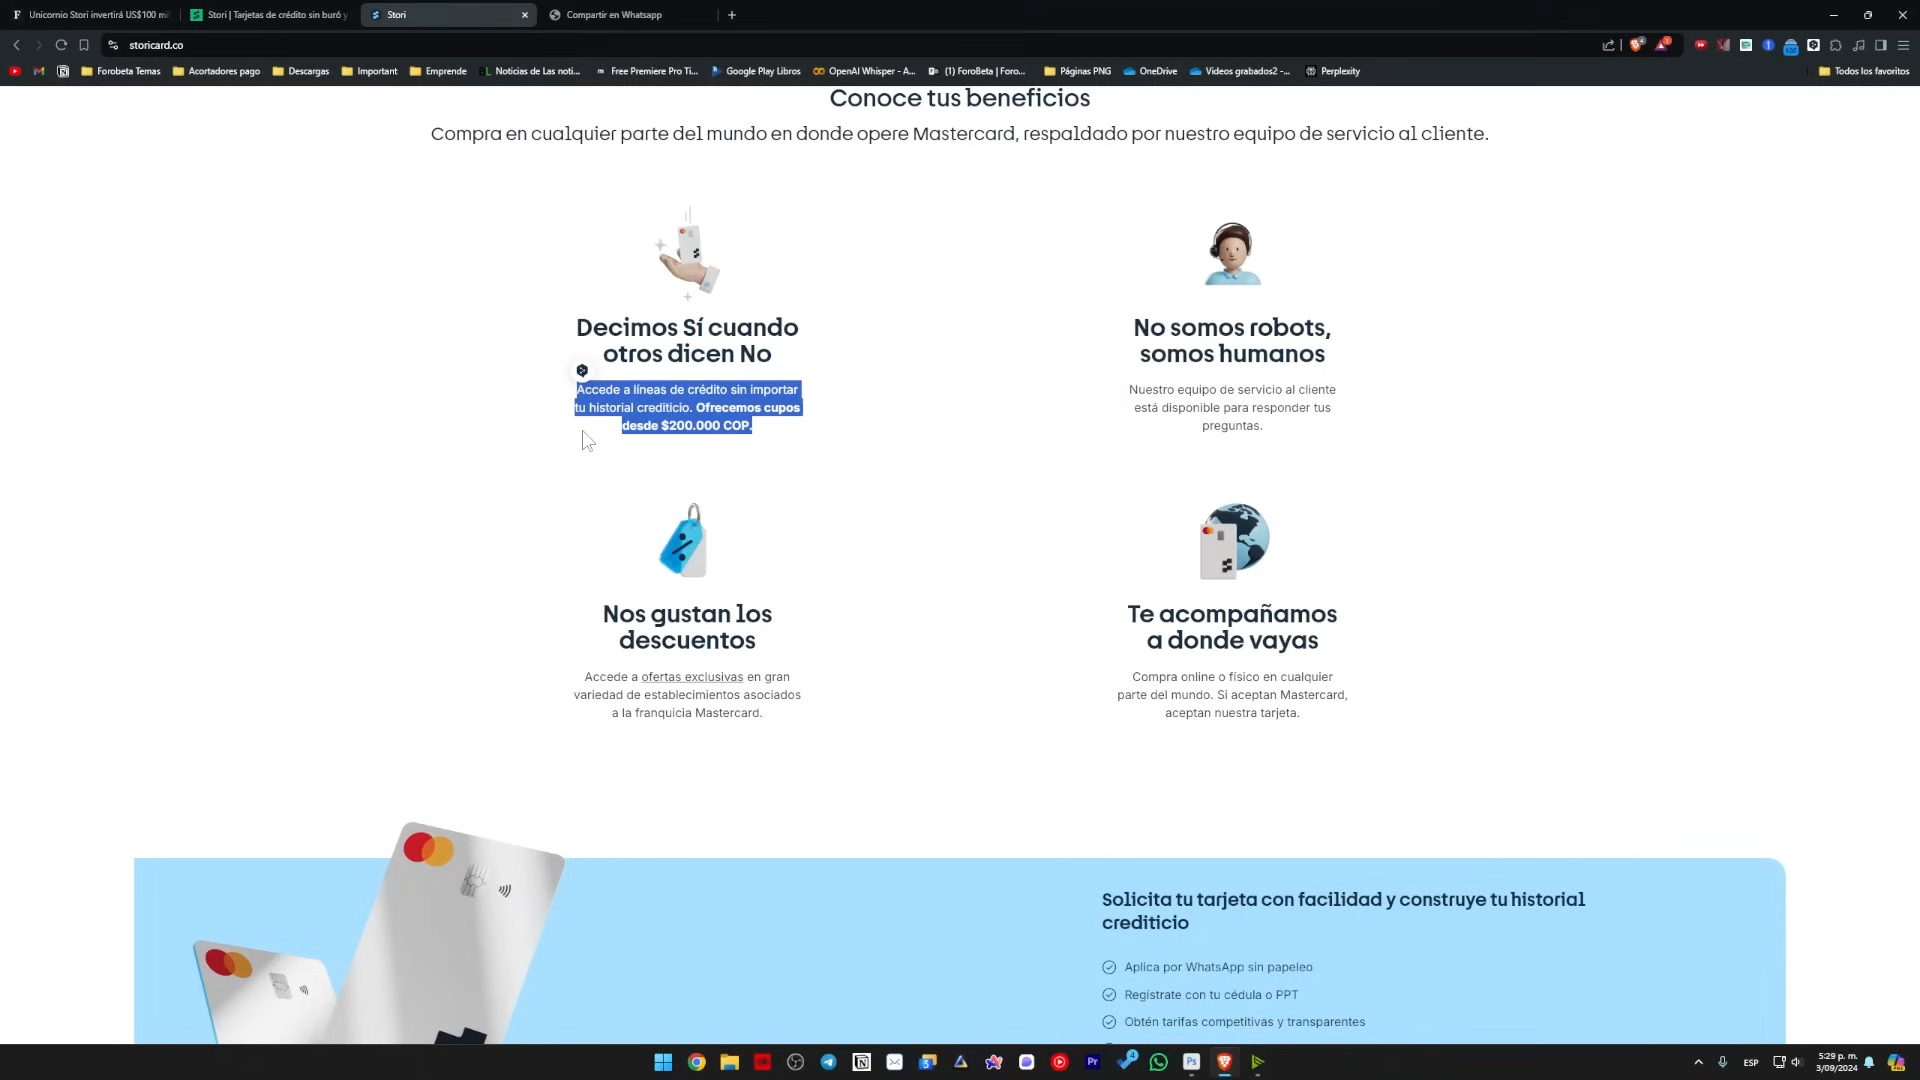 Unicornio Stori invertirá US$100 mi
Stori | Tarjetas de crédito sin buró y
Stori
Compartir en Whatsapp
storicard.co
Forobeta Temas
Acortadores pago
Descargas
Important
Emprende
Noticias de Las noti...
Free Premiere Pro Ti...
Google Play Libros
OpenAI Whisper - A...
(1) ForoBeta | Foro...
Páginas PNG
OneDrive
Videos grabados2 -...
Perplexity
Todos los favoritos
Conoce tus beneficios
Compra en cualquier parte del mundo en donde opere Mastercard, respaldado por nuestro equipo de servicio al cliente.
Decimos Sí cuando
otros dicen No
Accede a líneas de crédito sin importar
tu historial crediticio. Ofrecemos cupos
desde $200.000 COP.
No somos robots,
somos humanos
Nuestro equipo de servicio al cliente
está disponible para responder tus
preguntas.
Nos gustan los
descuentos
Accede a ofertas exclusivas en gran
variedad de establecimientos asociados
a la franquicia Mastercard.
Te acompañamos
a donde vayas
Compra online o físico en cualquier
parte del mundo. Si aceptan Mastercard,
aceptan nuestra tarjeta.
Solicita tu tarjeta con facilidad y construye tu historial
crediticio
Aplica por WhatsApp sin papeleo
Regístrate con tu cédula o PPT
Obtén tarifas competitivas y transparentes
ESP
5:29 p. m.
3/09/2024